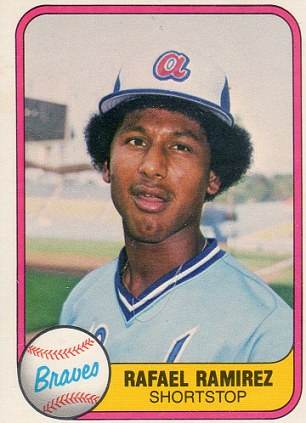 a
Braves
RAFAEL RAMIREZ
SHORTSTOP